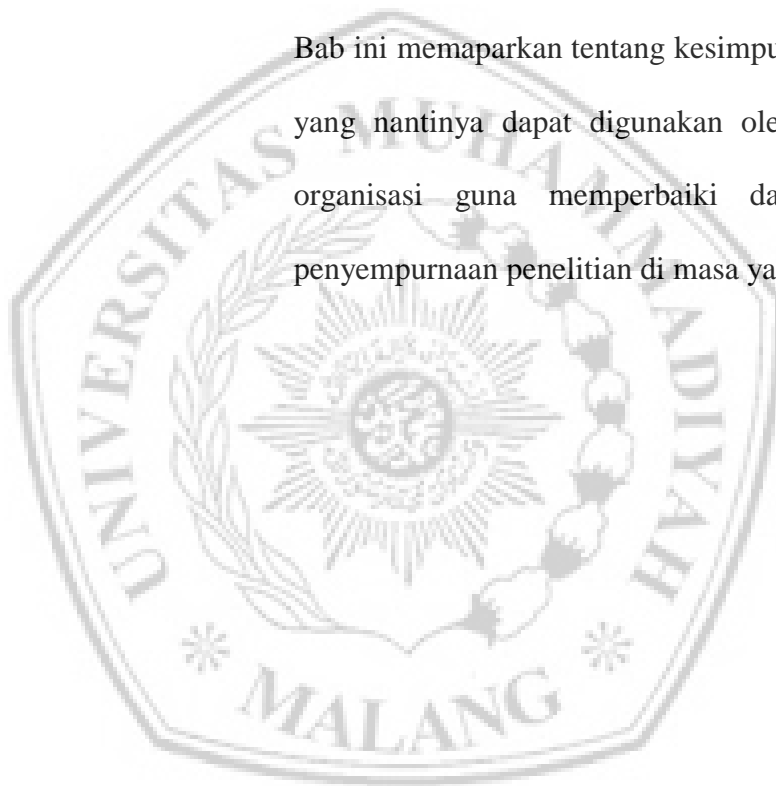 Bab ini memaparkan tentang kesimpu
yang nantinya dapat digunakan ole
organisasi guna memperbaiki da
penyempurnaan penelitian di masa ya
UNIVERSITAS MUHAMMADIYAH
MALANG